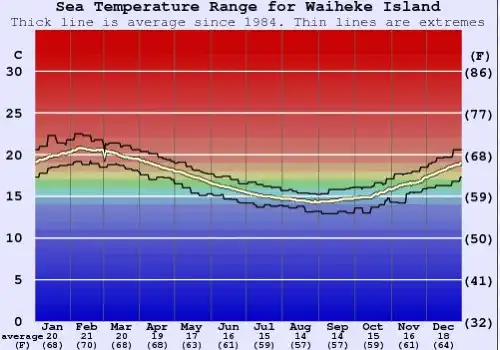 Sea Temperature Range for Waiheke Island
Thick line is average since 1984. Thin lines are extremes
C (F)
30 (86)
25 (77)
20 (68)
15 (59)
10 (50)
5 (41)
0 (32)
Jan Feb Mar Apr May Jun Jul Aug Sep Oct Nov Dec
average 20 21 20 19 17 16 15 14 14 15 16 18
(F) (68) (70) (68) (68) (63) (61) (59) (57) (57) (59) (61) (64)